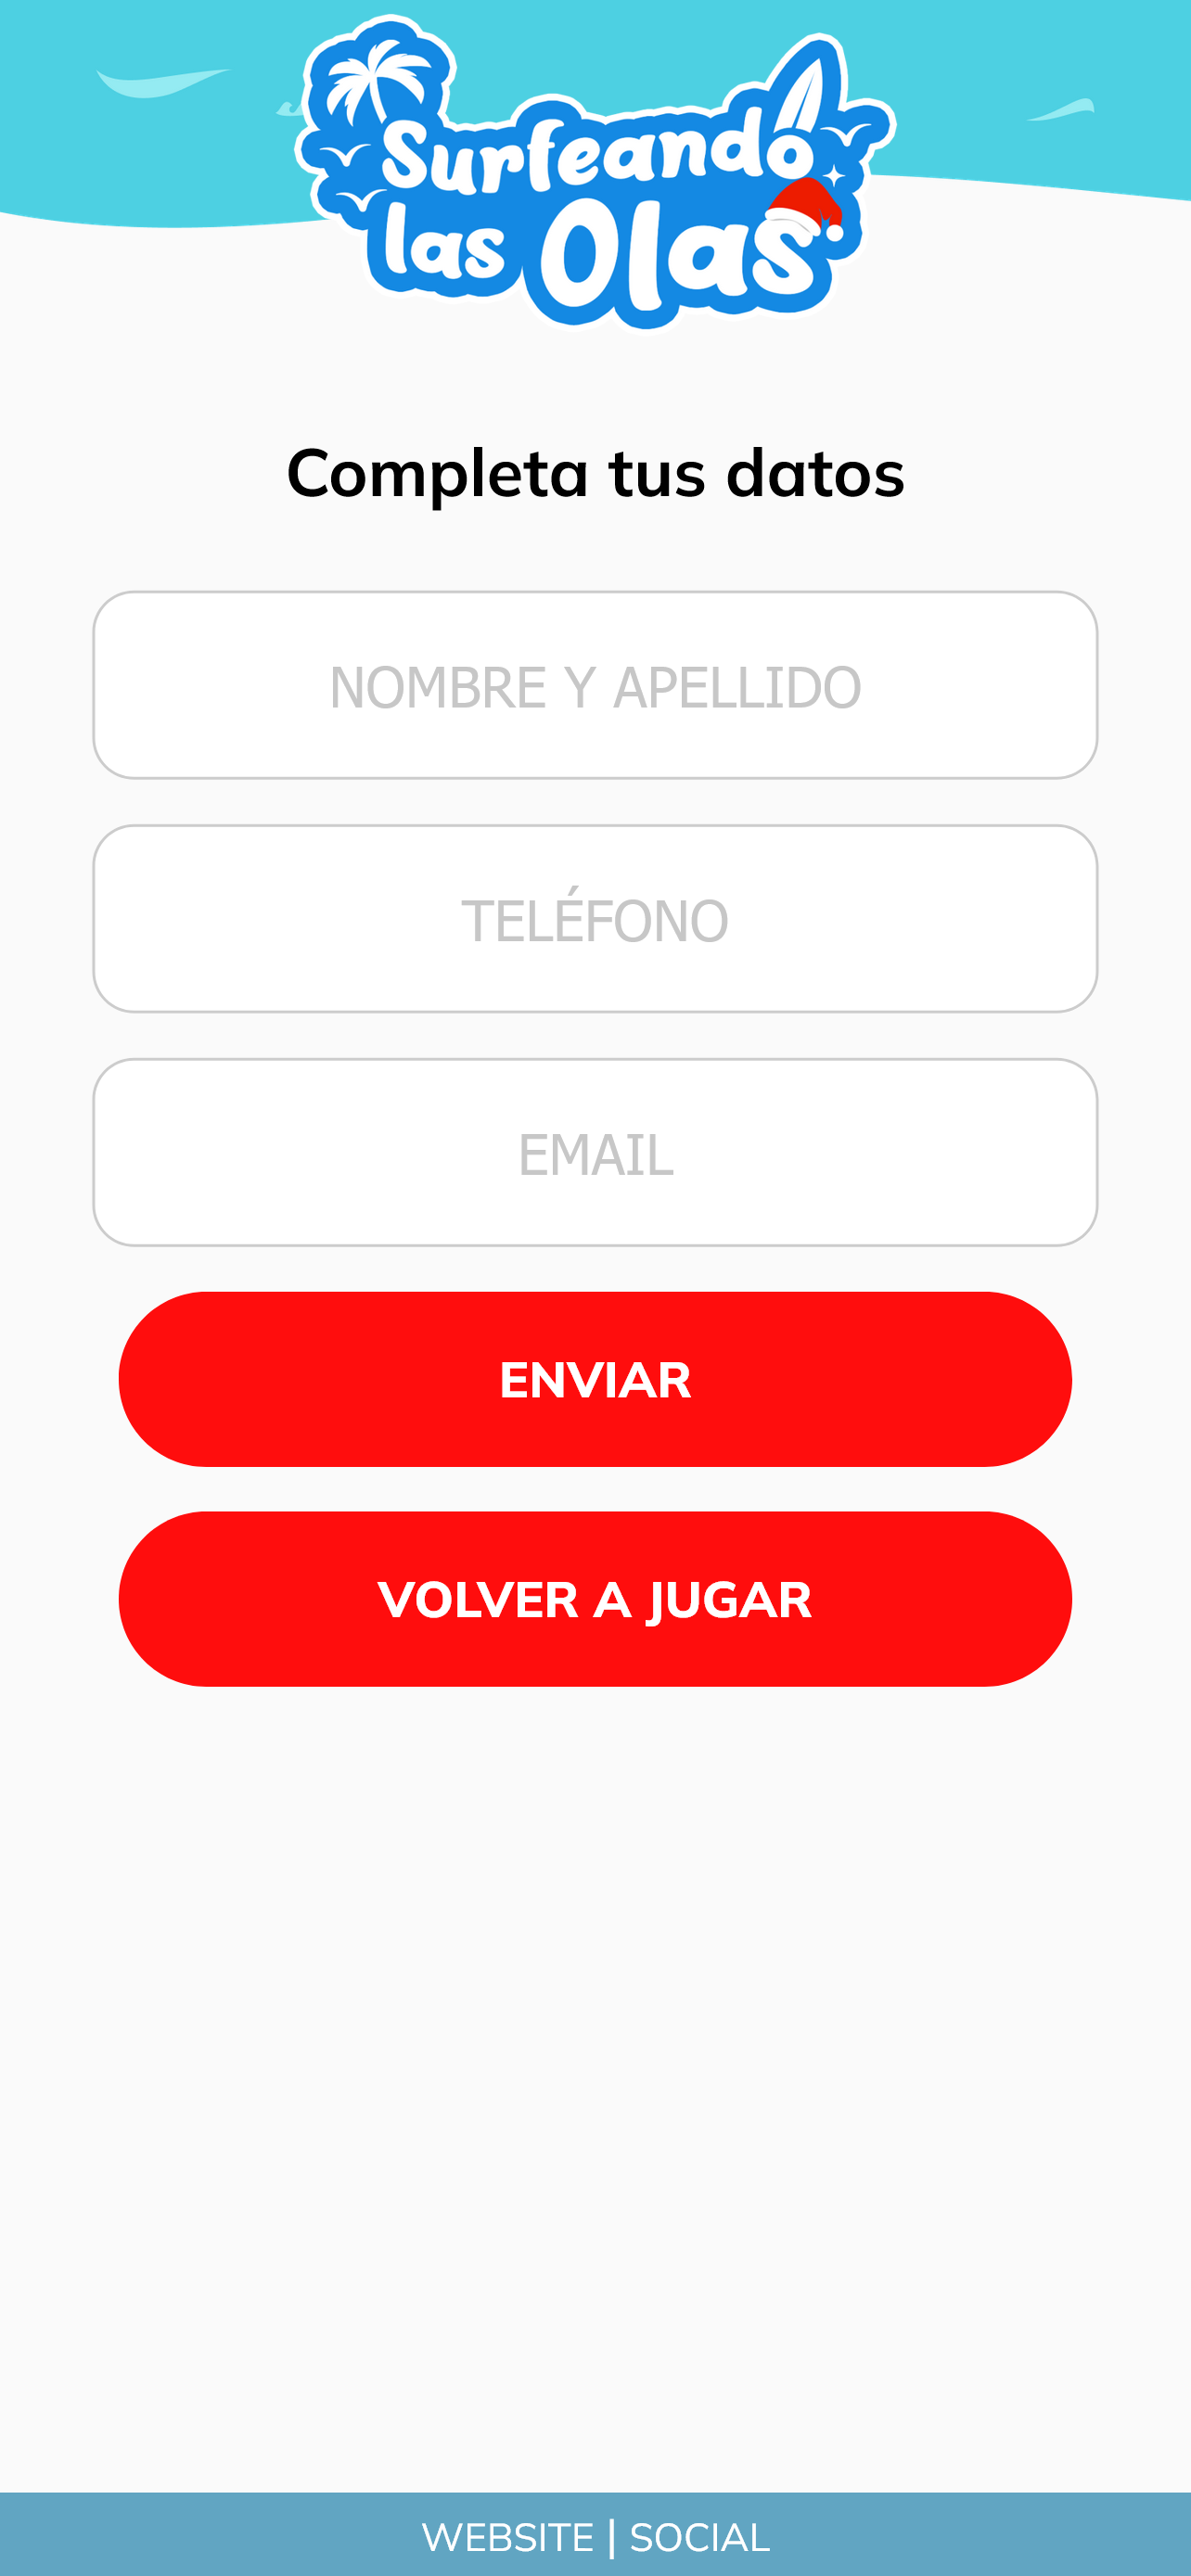 Surfeando
las Olas
Completa tus datos
NOMBRE Y APELLIDO
TELÉFONO
EMAIL
ENVIAR
VOLVER A JUGAR
WEBSITE | SOCIAL